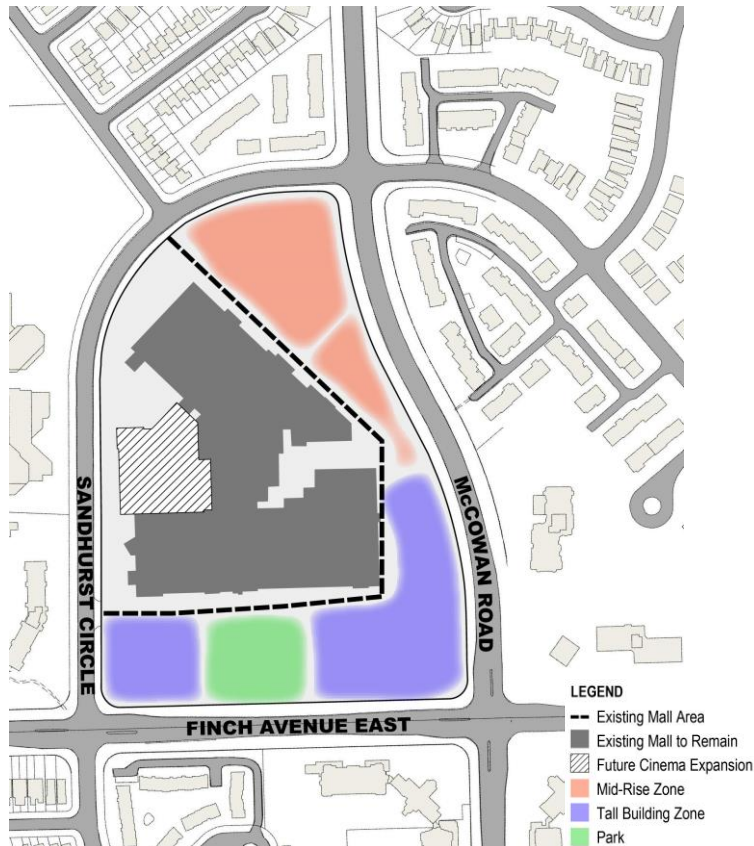 SANDHURST CIRCLE
McCOWAN ROAD
FINCH AVENUE EAST
LEGEND
Existing Mall Area
Existing Mall to Remain
Future Cinema Expansion
Mid-Rise Zone
Tall Building Zone
Park